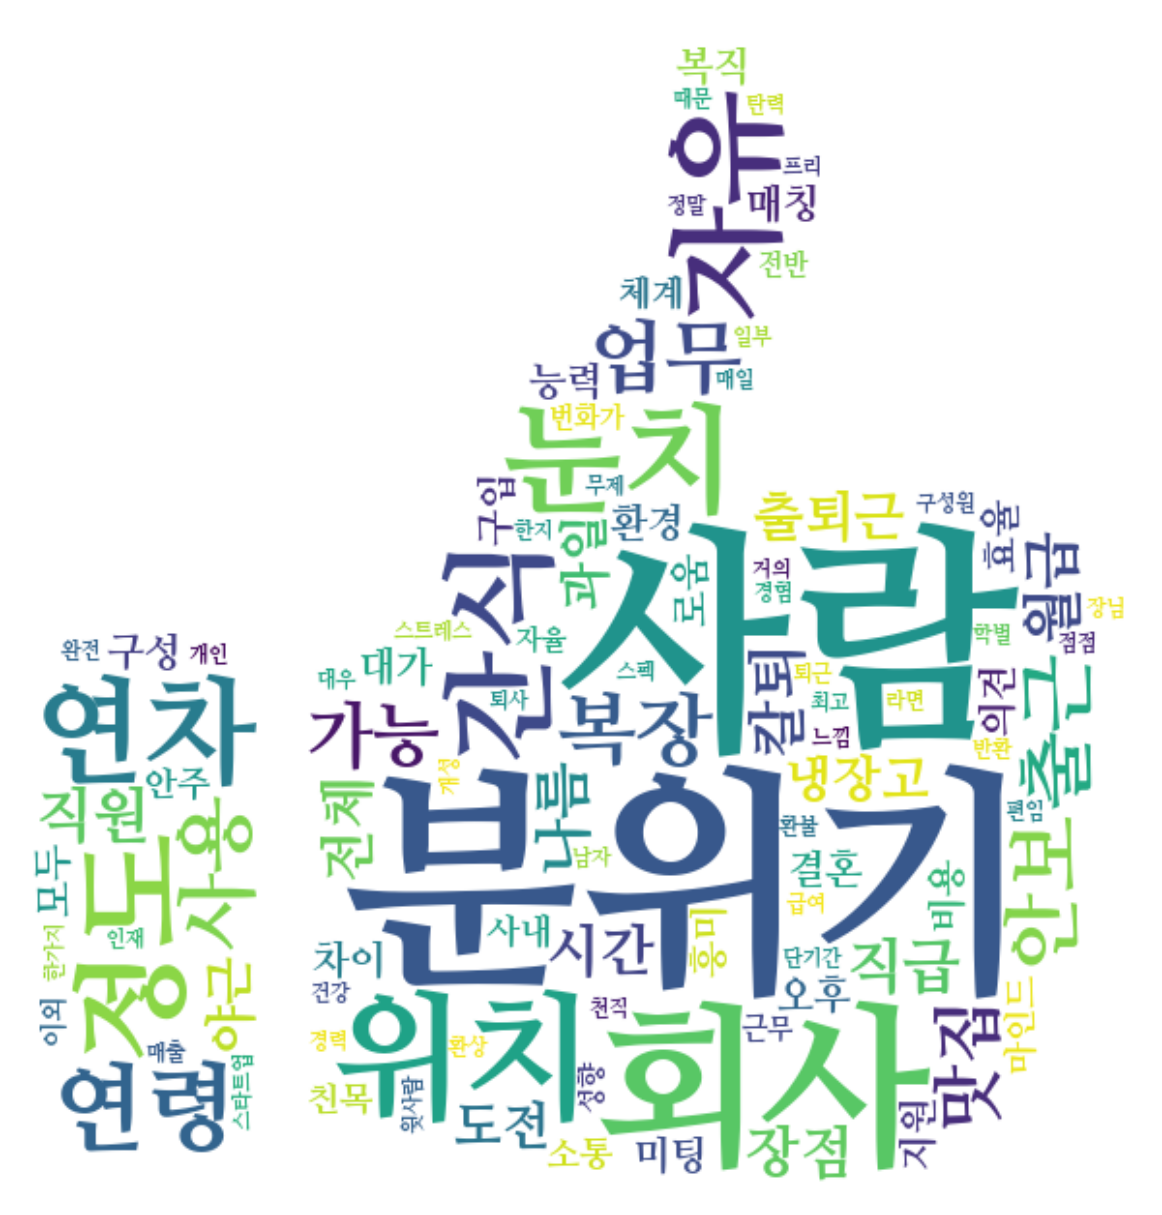 복직
때문
탄력
자유
프리
정말
매칭
전반
체계
업무
일부
능력
매일
눈치
번화가
무제
구입
한지
과일
환경
출퇴근
구성원
효율
월급
사람
간식
로움
거의
경험
장님
학벌
점점
완전
구성
개인
스트레스
자율
대우
대가
퇴사
스펙
칼퇴
퇴근
최고
라면
의견
느낌
반환
출근
연차
안주
직원
사용
정도
모두
인재
한가지
이외
야근
매출
연령
스타트업
가능
복장
냉장고
전체
개성
분위기
나름
남자
환불
편임
결혼
급여
안보
비용
차이
사내
시간
흥미
단기간
직급
건강
오후
경력
위치
환상
천직
근무
회사
맛집
마인드
친목
윗사람
도전
성향
소통
미팅
장점
지원